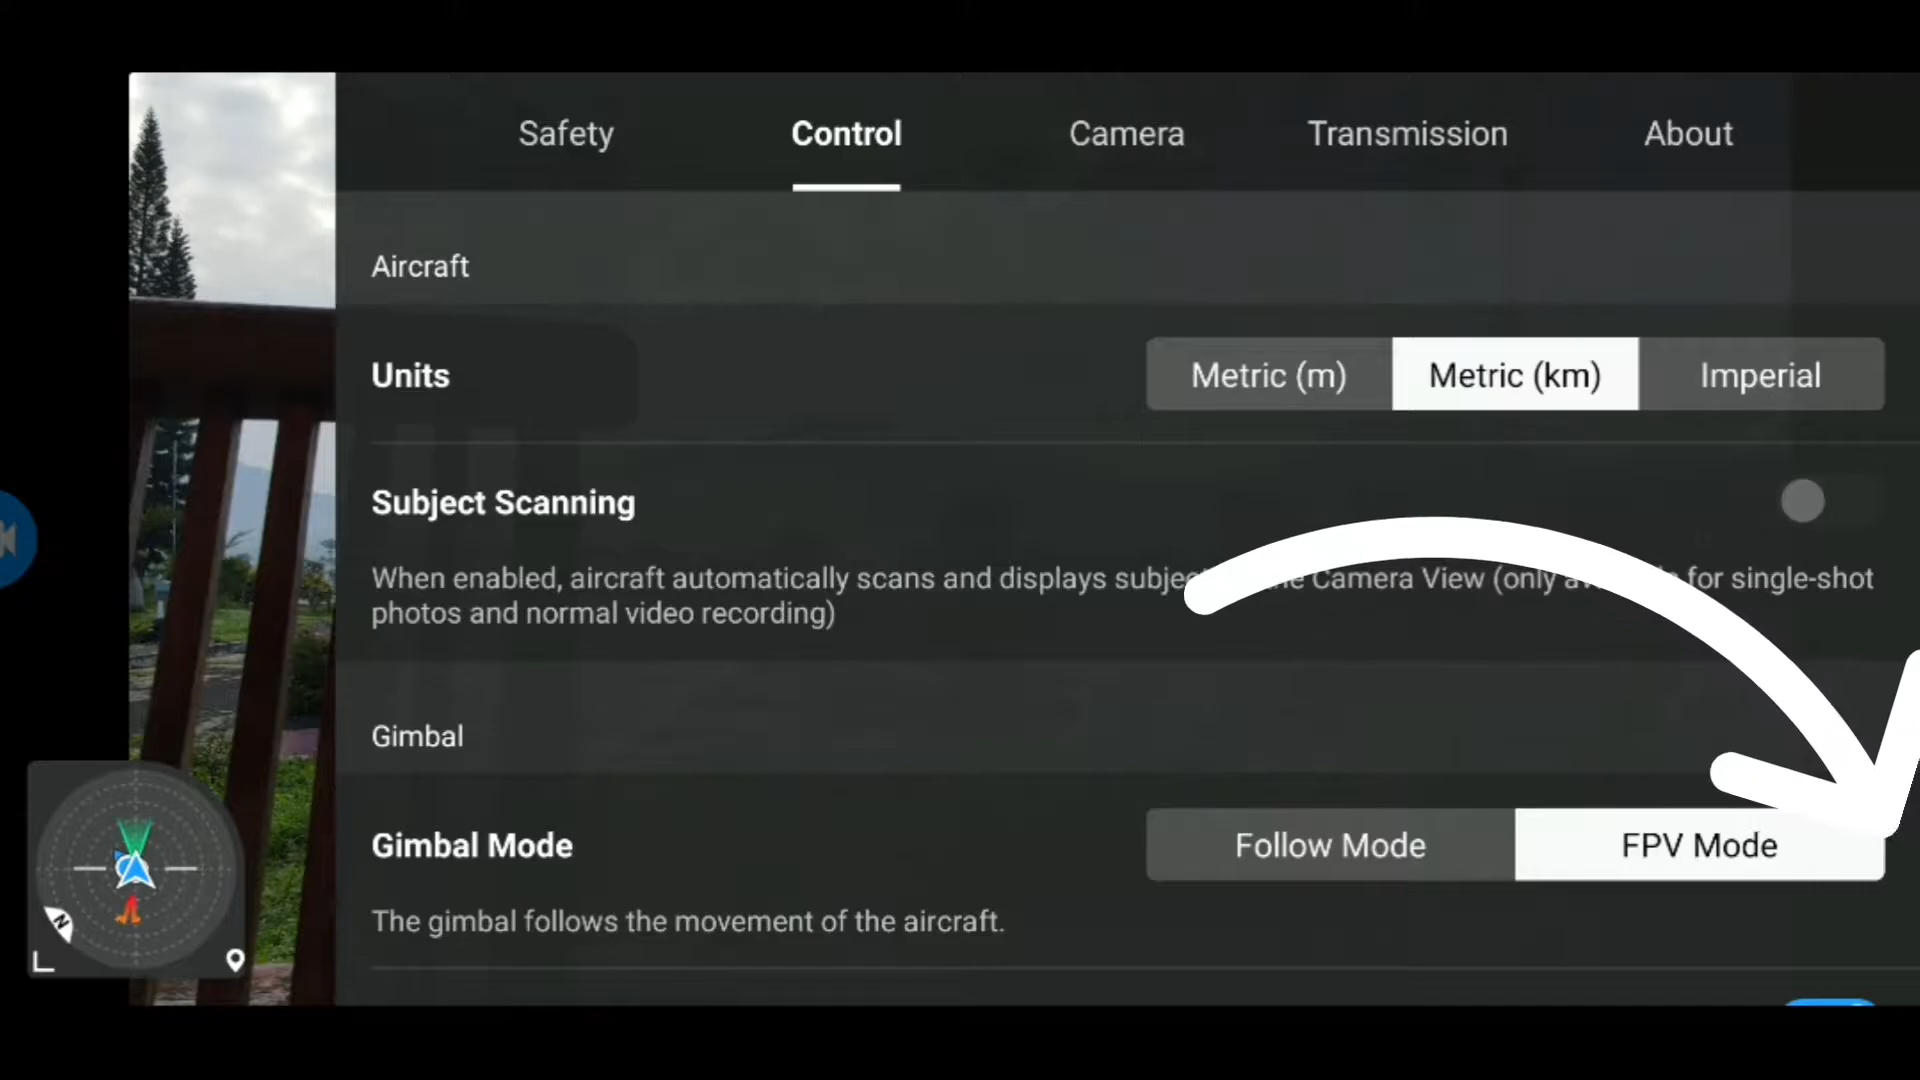 Safety Control Camera Transmission About
Aircraft
Units Metric (m) Metric (km) Imperial
Subject Scanning
When enabled, aircraft automatically scans and displays Camera View (only for single-shot
photos and normal video recording)
Gimbal
Gimbal Mode Follow Mode FPV Mode
The gimbal follows the movement of the aircraft.
N